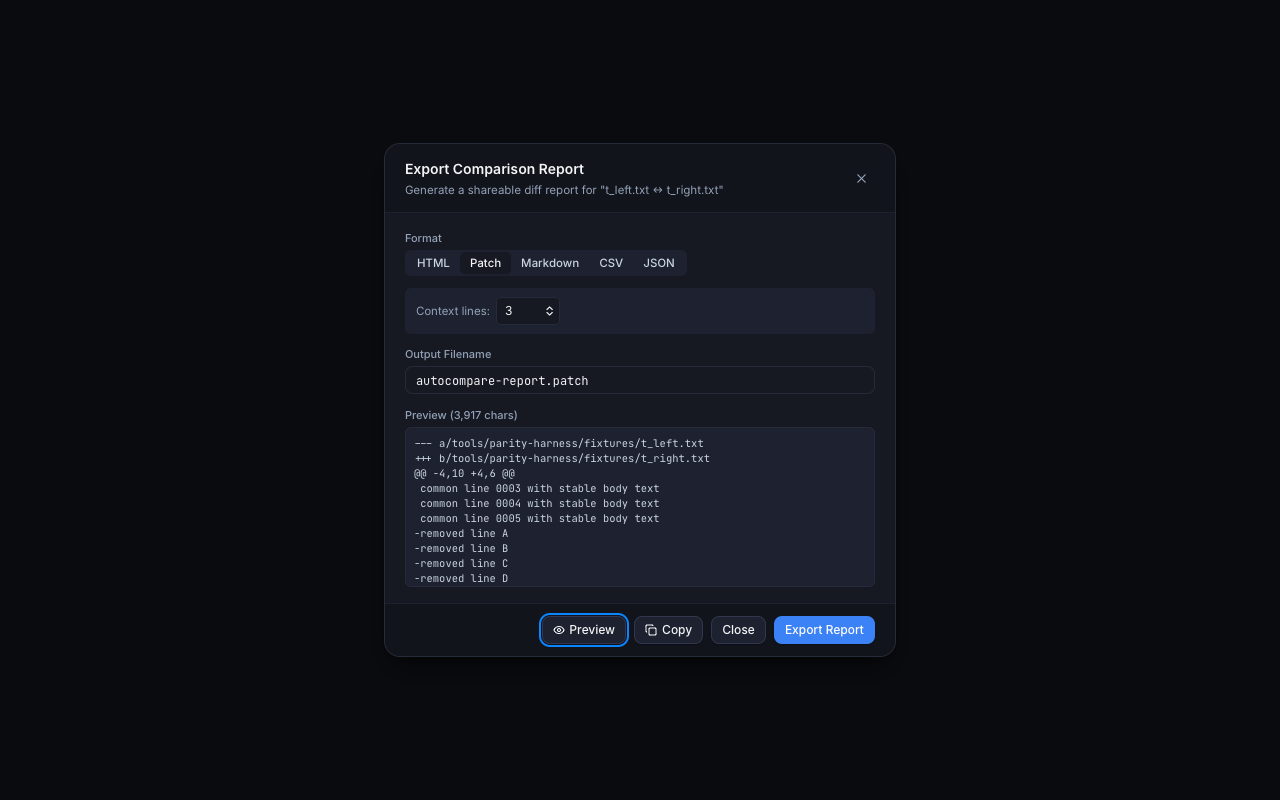 Export Comparison Report
Generate a shareable diff report for "t_left.txt ↔ t_right.txt"
Format
HTML Patch Markdown CSV JSON
Context lines: 3
Output Filename
autocompare-report.patch
Preview (3,917 chars)
--- a/tools/parity-harness/fixtures/t_left.txt
+++ b/tools/parity-harness/fixtures/t_right.txt
@@ -4,10 +4,6 @@
 common line 0003 with stable body text
 common line 0004 with stable body text
 common line 0005 with stable body text
-removed line A
-removed line B
-removed line C
-removed line D
Preview Copy Close Export Report